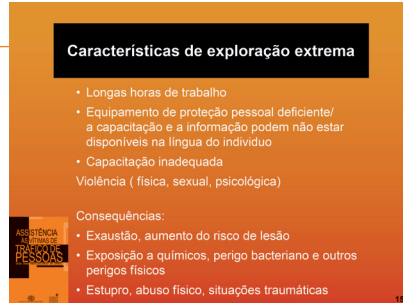 Características de exploração extrema
• Longas horas de trabalho
• Equipamento de proteção pessoal deficiente/
a capacitação e a informação podem não estar
disponíveis na língua do individuo
• Capacitação inadequada
Violência ( física, sexual, psicológica)
Consequências:
• Exaustão, aumento do risco de lesão
• Exposição a químicos, perigo bacteriano e outros
perigos físicos
• Estupro, abuso físico, situações traumáticas
ASSISTÊNCIA
ÀS VÍTIMAS DE
TRÁFICO DE
PESSOAS